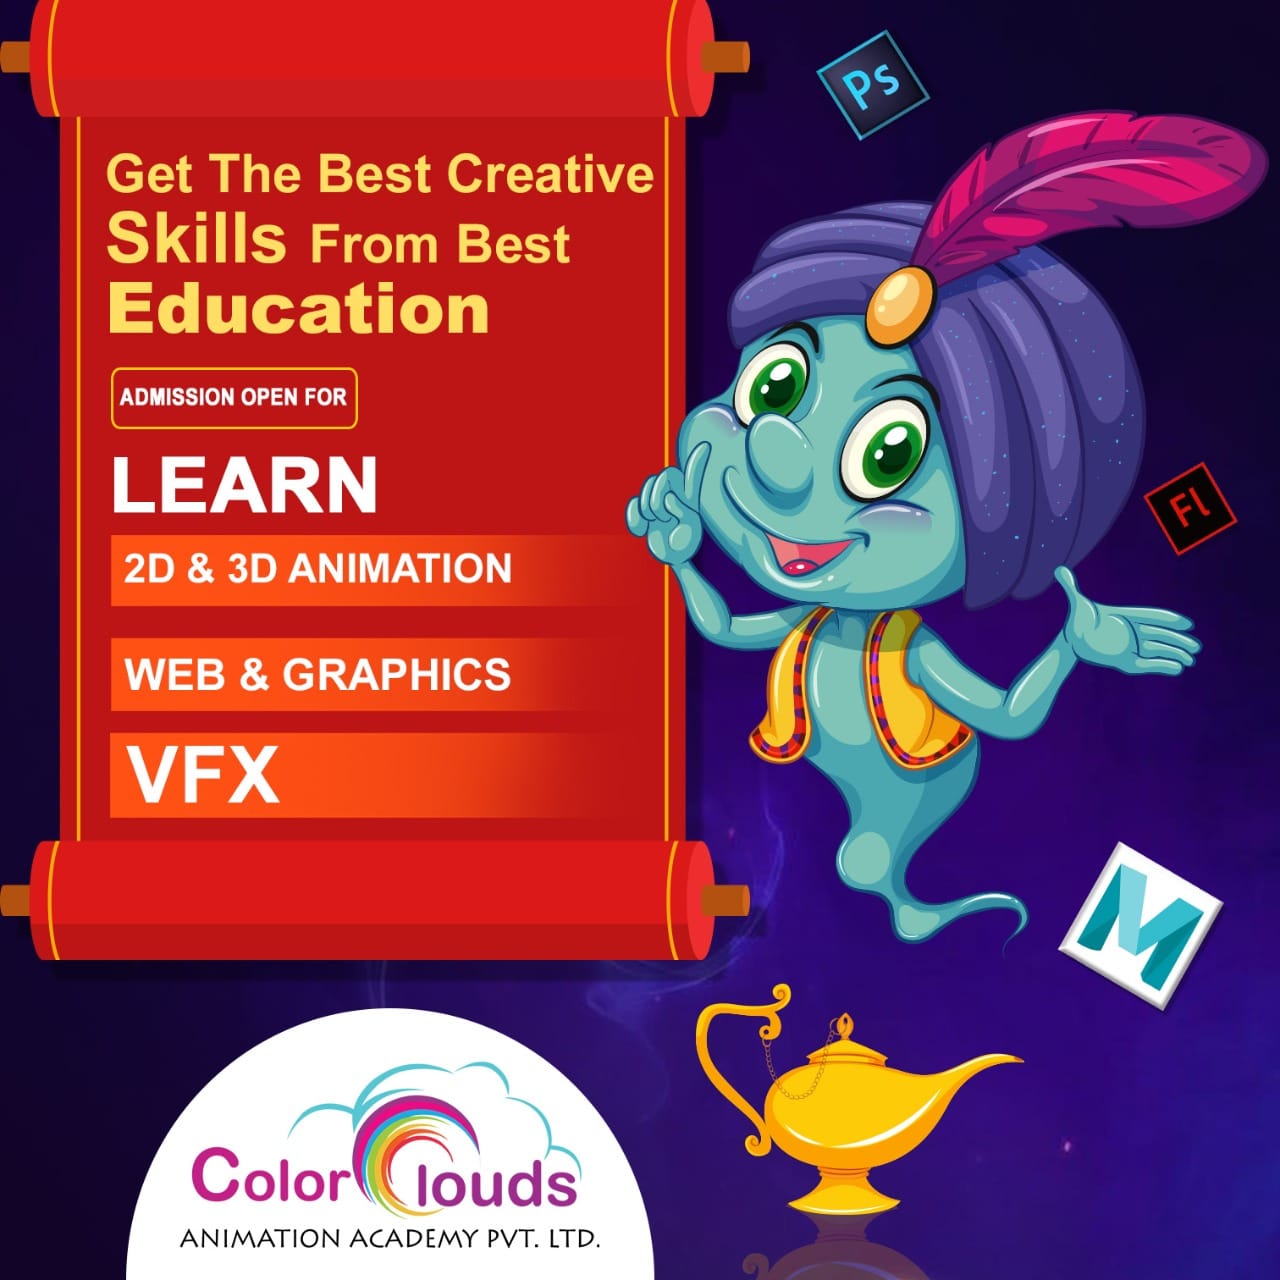 Get The Best Creative
Skills From Best
Education
ADMISSION OPEN FOR
LEARN
2D & 3D ANIMATION
WEB & GRAPHICS
VFX
Ps
Fl
M
Color Clouds
ANIMATION ACADEMY PVT. LTD.